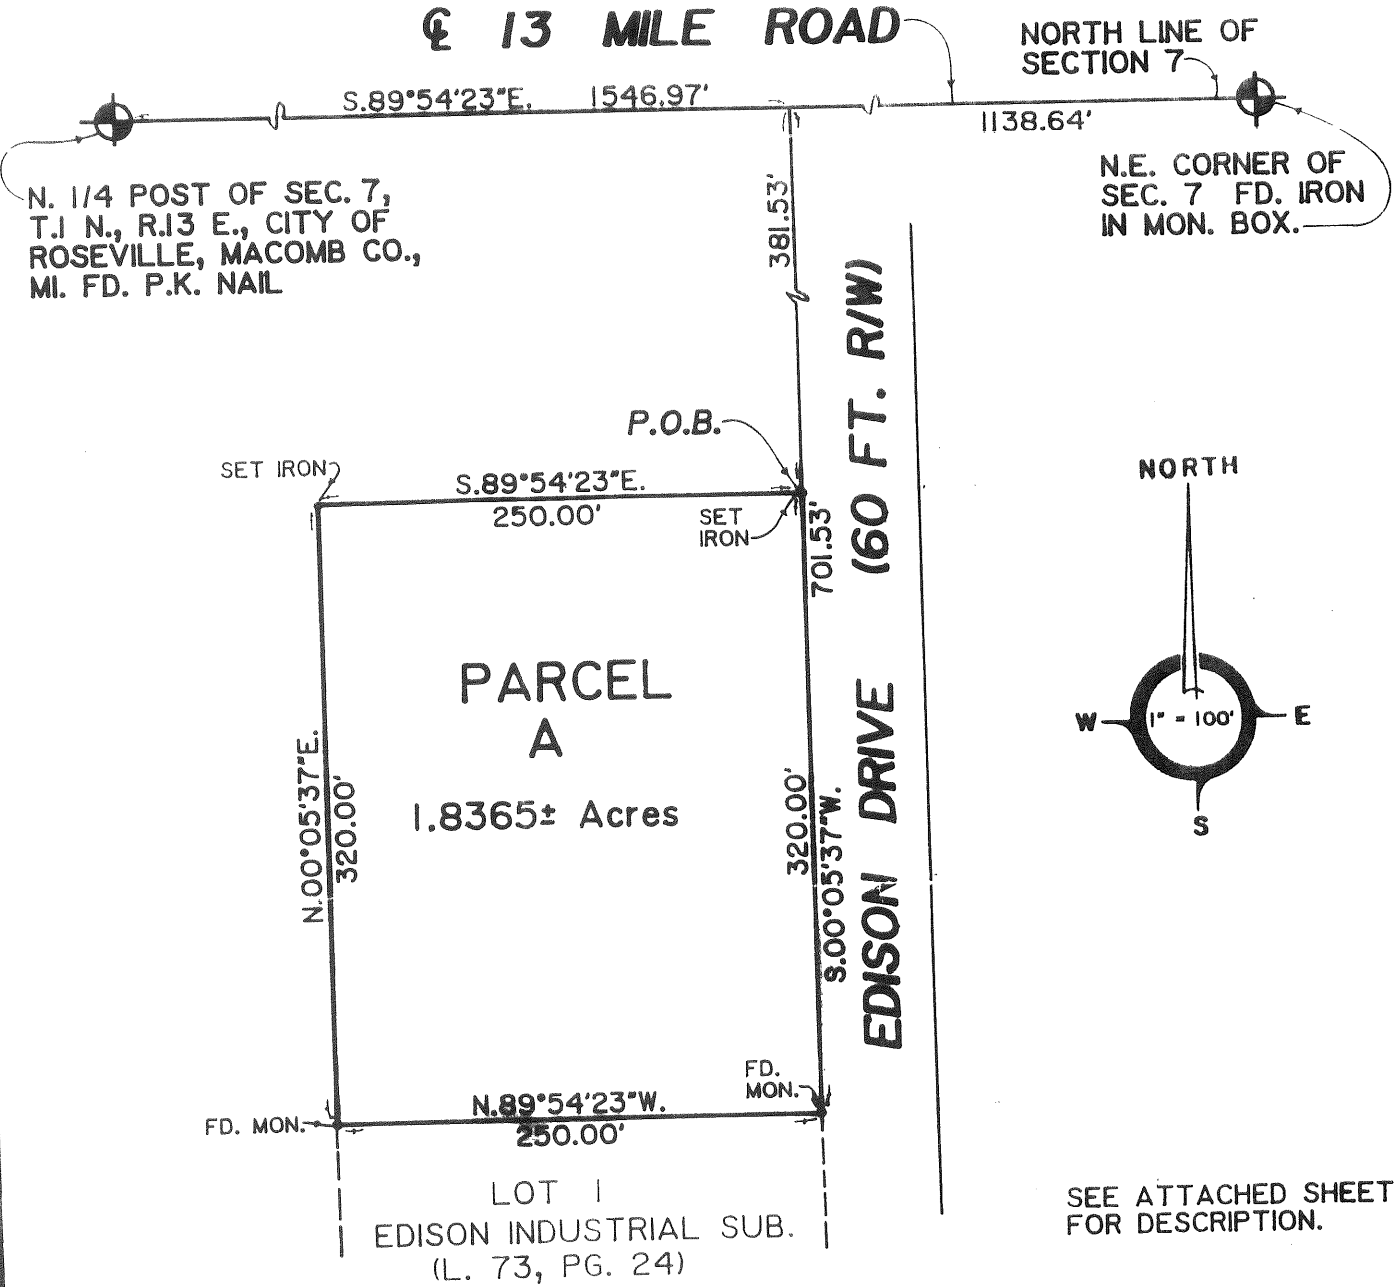 ℄ 13 MILE ROAD
NORTH LINE OF
SECTION 7
S.89°54'23"E. 1546.97'
1138.64'
N. 1/4 POST OF SEC. 7,
T.1 N., R.13 E., CITY OF
ROSEVILLE, MACOMB CO.,
MI. FD. P.K. NAIL
N.E. CORNER OF
SEC. 7 FD. IRON
IN MON. BOX.
381.53'
P.O.B.
SET IRON
S.89°54'23"E.
250.00'
SET
IRON
701.53'
EDISON DRIVE (60 FT. R/W)
NORTH
W
1" = 100'
E
S
PARCEL
A
1.8365± Acres
N.00°05'37"E.
320.00'
320.00'
S.00°05'37"W.
FD.
MON.
FD. MON.
N.89°54'23"W.
250.00'
LOT 1
EDISON INDUSTRIAL SUB.
(L. 73, PG. 24)
SEE ATTACHED SHEET
FOR DESCRIPTION.